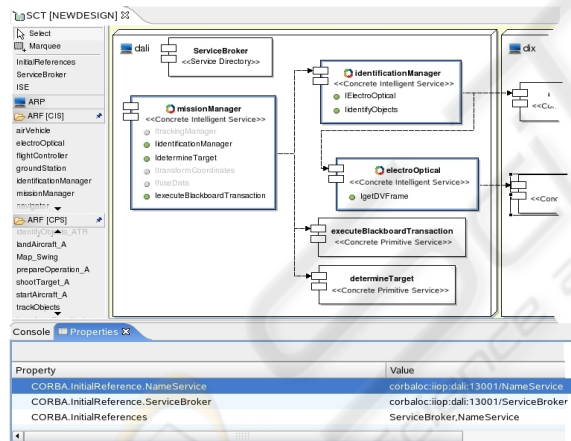 SCT [NEWDESIGN]
Select
Marquee
InitialReferences
ServiceBroker
ISE
ARP
ARF [CIS]
airVehicle
electroOptical
flightController
groundStation
identificationManager
missionManager
navigator
ARF [CPS]
identifyObjects_ATR
landAircraft_A
Map_Swing
prepareOperation_A
shootTarget_A
startAircraft_A
trackObjects
dali
ServiceBroker
<<Service Directory>>
missionManager
<<Concrete Intelligent Service>>
ItrackingManager
IidentificationManager
IdetermineTarget
ItransformCoordinates
IfuseData
IexecuteBlackboardTransaction
identificationManager
<<Concrete Intelligent Service>>
IElectroOptical
IidentifyObjects
electroOptical
<<Concrete Intelligent Service>>
IgetDVFrame
executeBlackboardTransaction
<<Concrete Primitive Service>>
determineTarget
<<Concrete Primitive Service>>
dix
<<Conc
Console
Properties
Property
Value
CORBA.InitialReference.NameService
corbaloc:iiop:dali:13001/NameService
CORBA.InitialReference.ServiceBroker
corbaloc:iiop:dali:13001/ServiceBroker
CORBA.InitialReferences
ServiceBroker,NameService